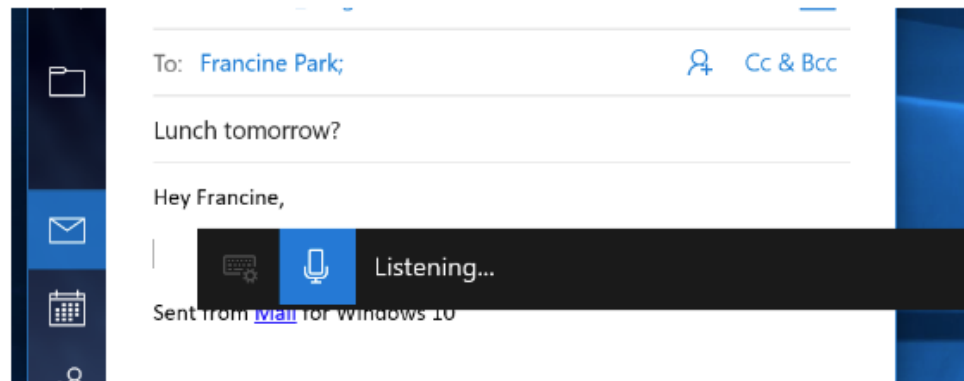 To: Francine Park; Cc & Bcc
Lunch tomorrow?
Hey Francine,
Listening...
Sent from Mail for Windows 10